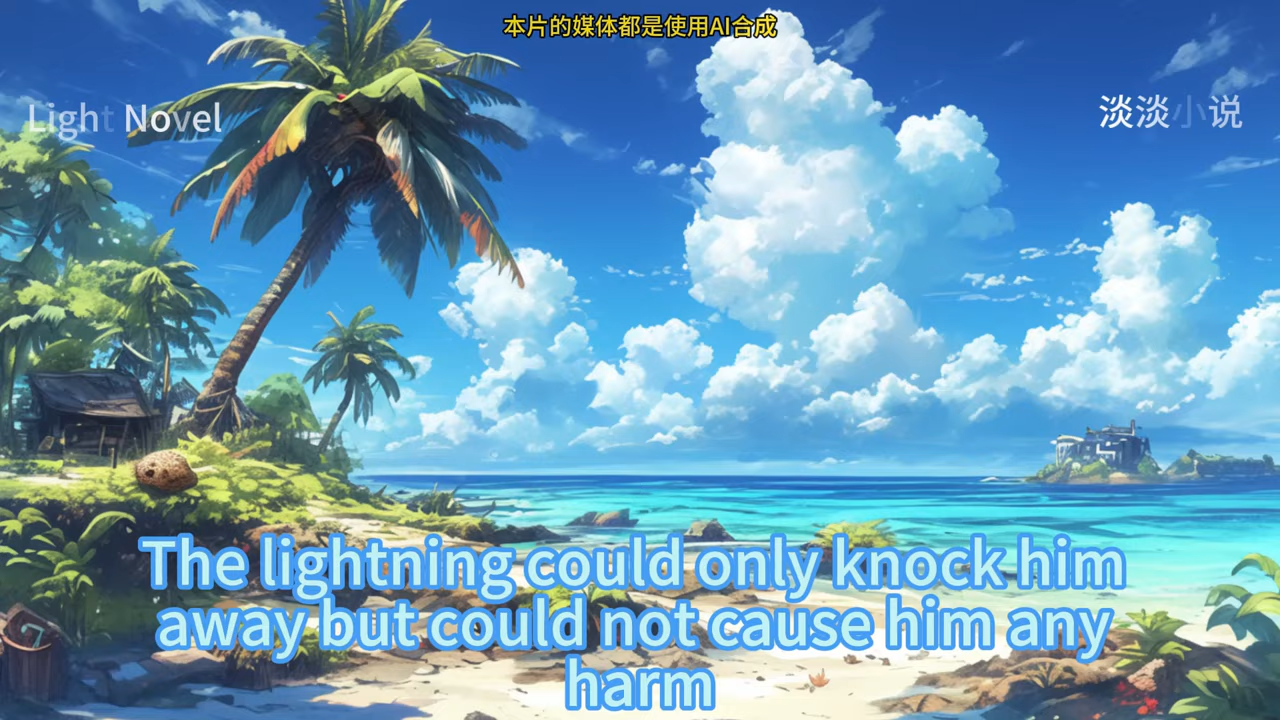 本片的媒体都是使用AI合成
Light Novel
淡淡小说
The lightning could only knock him
away but could not cause him any
harm